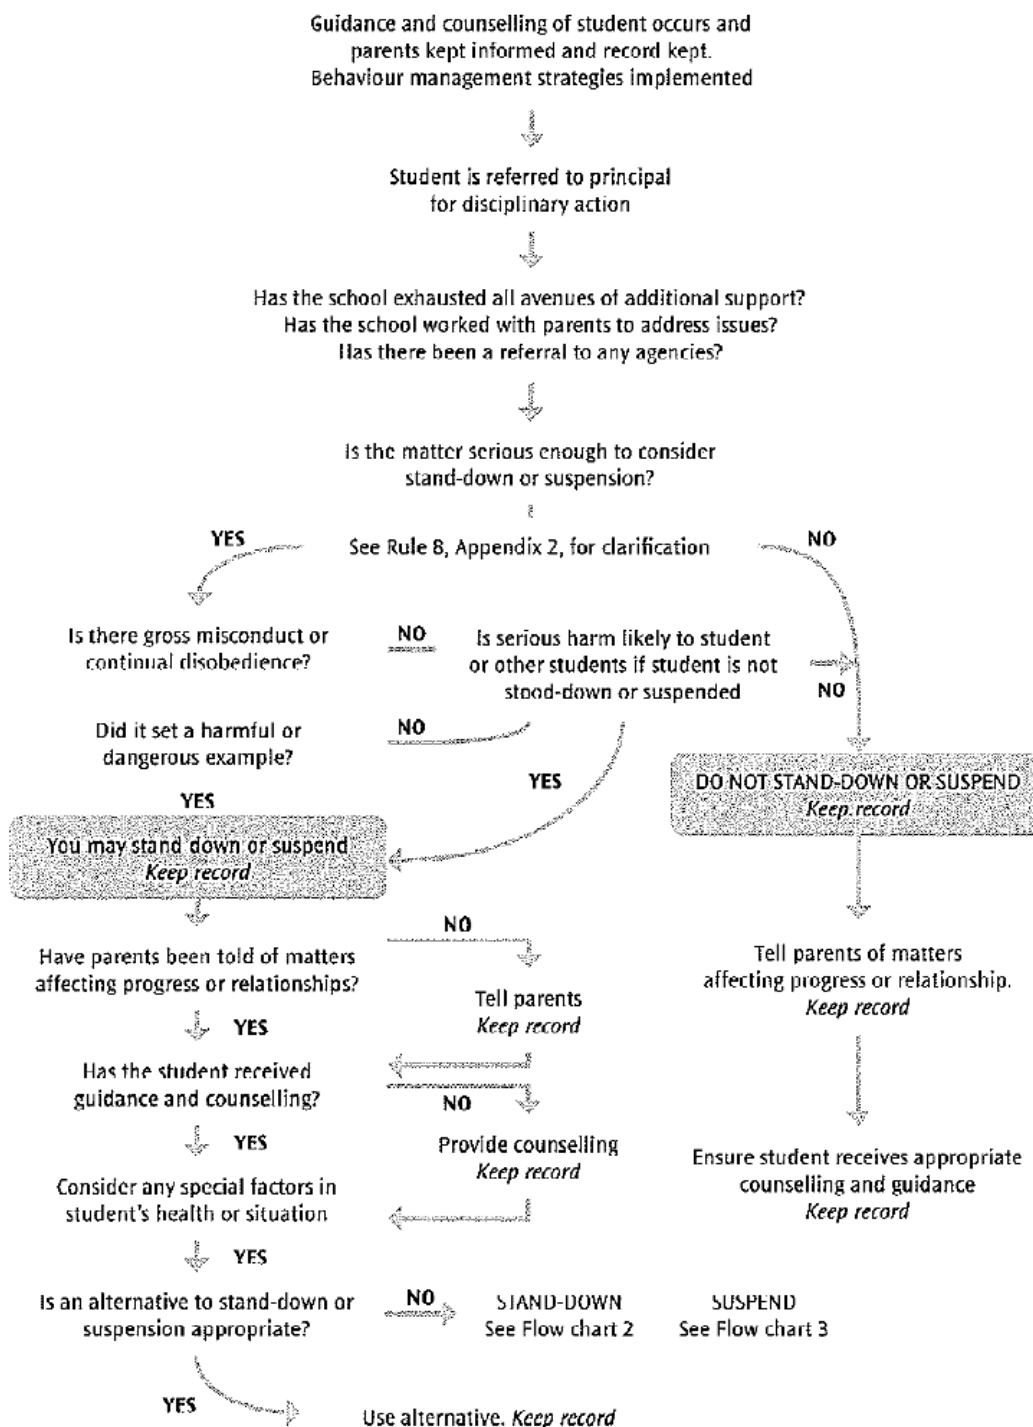 Guidance and counselling of student occurs and
parents kept informed and record kept.
Behaviour management strategies implemented
Student is referred to principal
for disciplinary action
Has the school exhausted all avenues of additional support?
Has the school worked with parents to address issues?
Has there been a referral to any agencies?
Is the matter serious enough to consider
stand-down or suspension?
YES
See Rule 8, Appendix 2, for clarification
NO
Is there gross misconduct or
continual disobedience?
NO
Is serious harm likely to student
or other students if student is not
stood-down or suspended
NO
Did it set a harmful or
dangerous example?
NO
YES
YES
DO NOT STAND-DOWN OR SUSPEND
Keep record
You may stand down or suspend
Keep record
NO
Have parents been told of matters
affecting progress or relationships?
Tell parents
Keep record
Tell parents of matters
affecting progress or relationship.
Keep record
YES
Has the student received
guidance and counselling?
NO
YES
Provide counselling
Keep record
Ensure student receives appropriate
counselling and guidance
Keep record
Consider any special factors in
student's health or situation
YES
Is an alternative to stand-down or
suspension appropriate?
NO
STAND-DOWN
See Flow chart 2
SUSPEND
See Flow chart 3
YES
Use alternative. Keep record